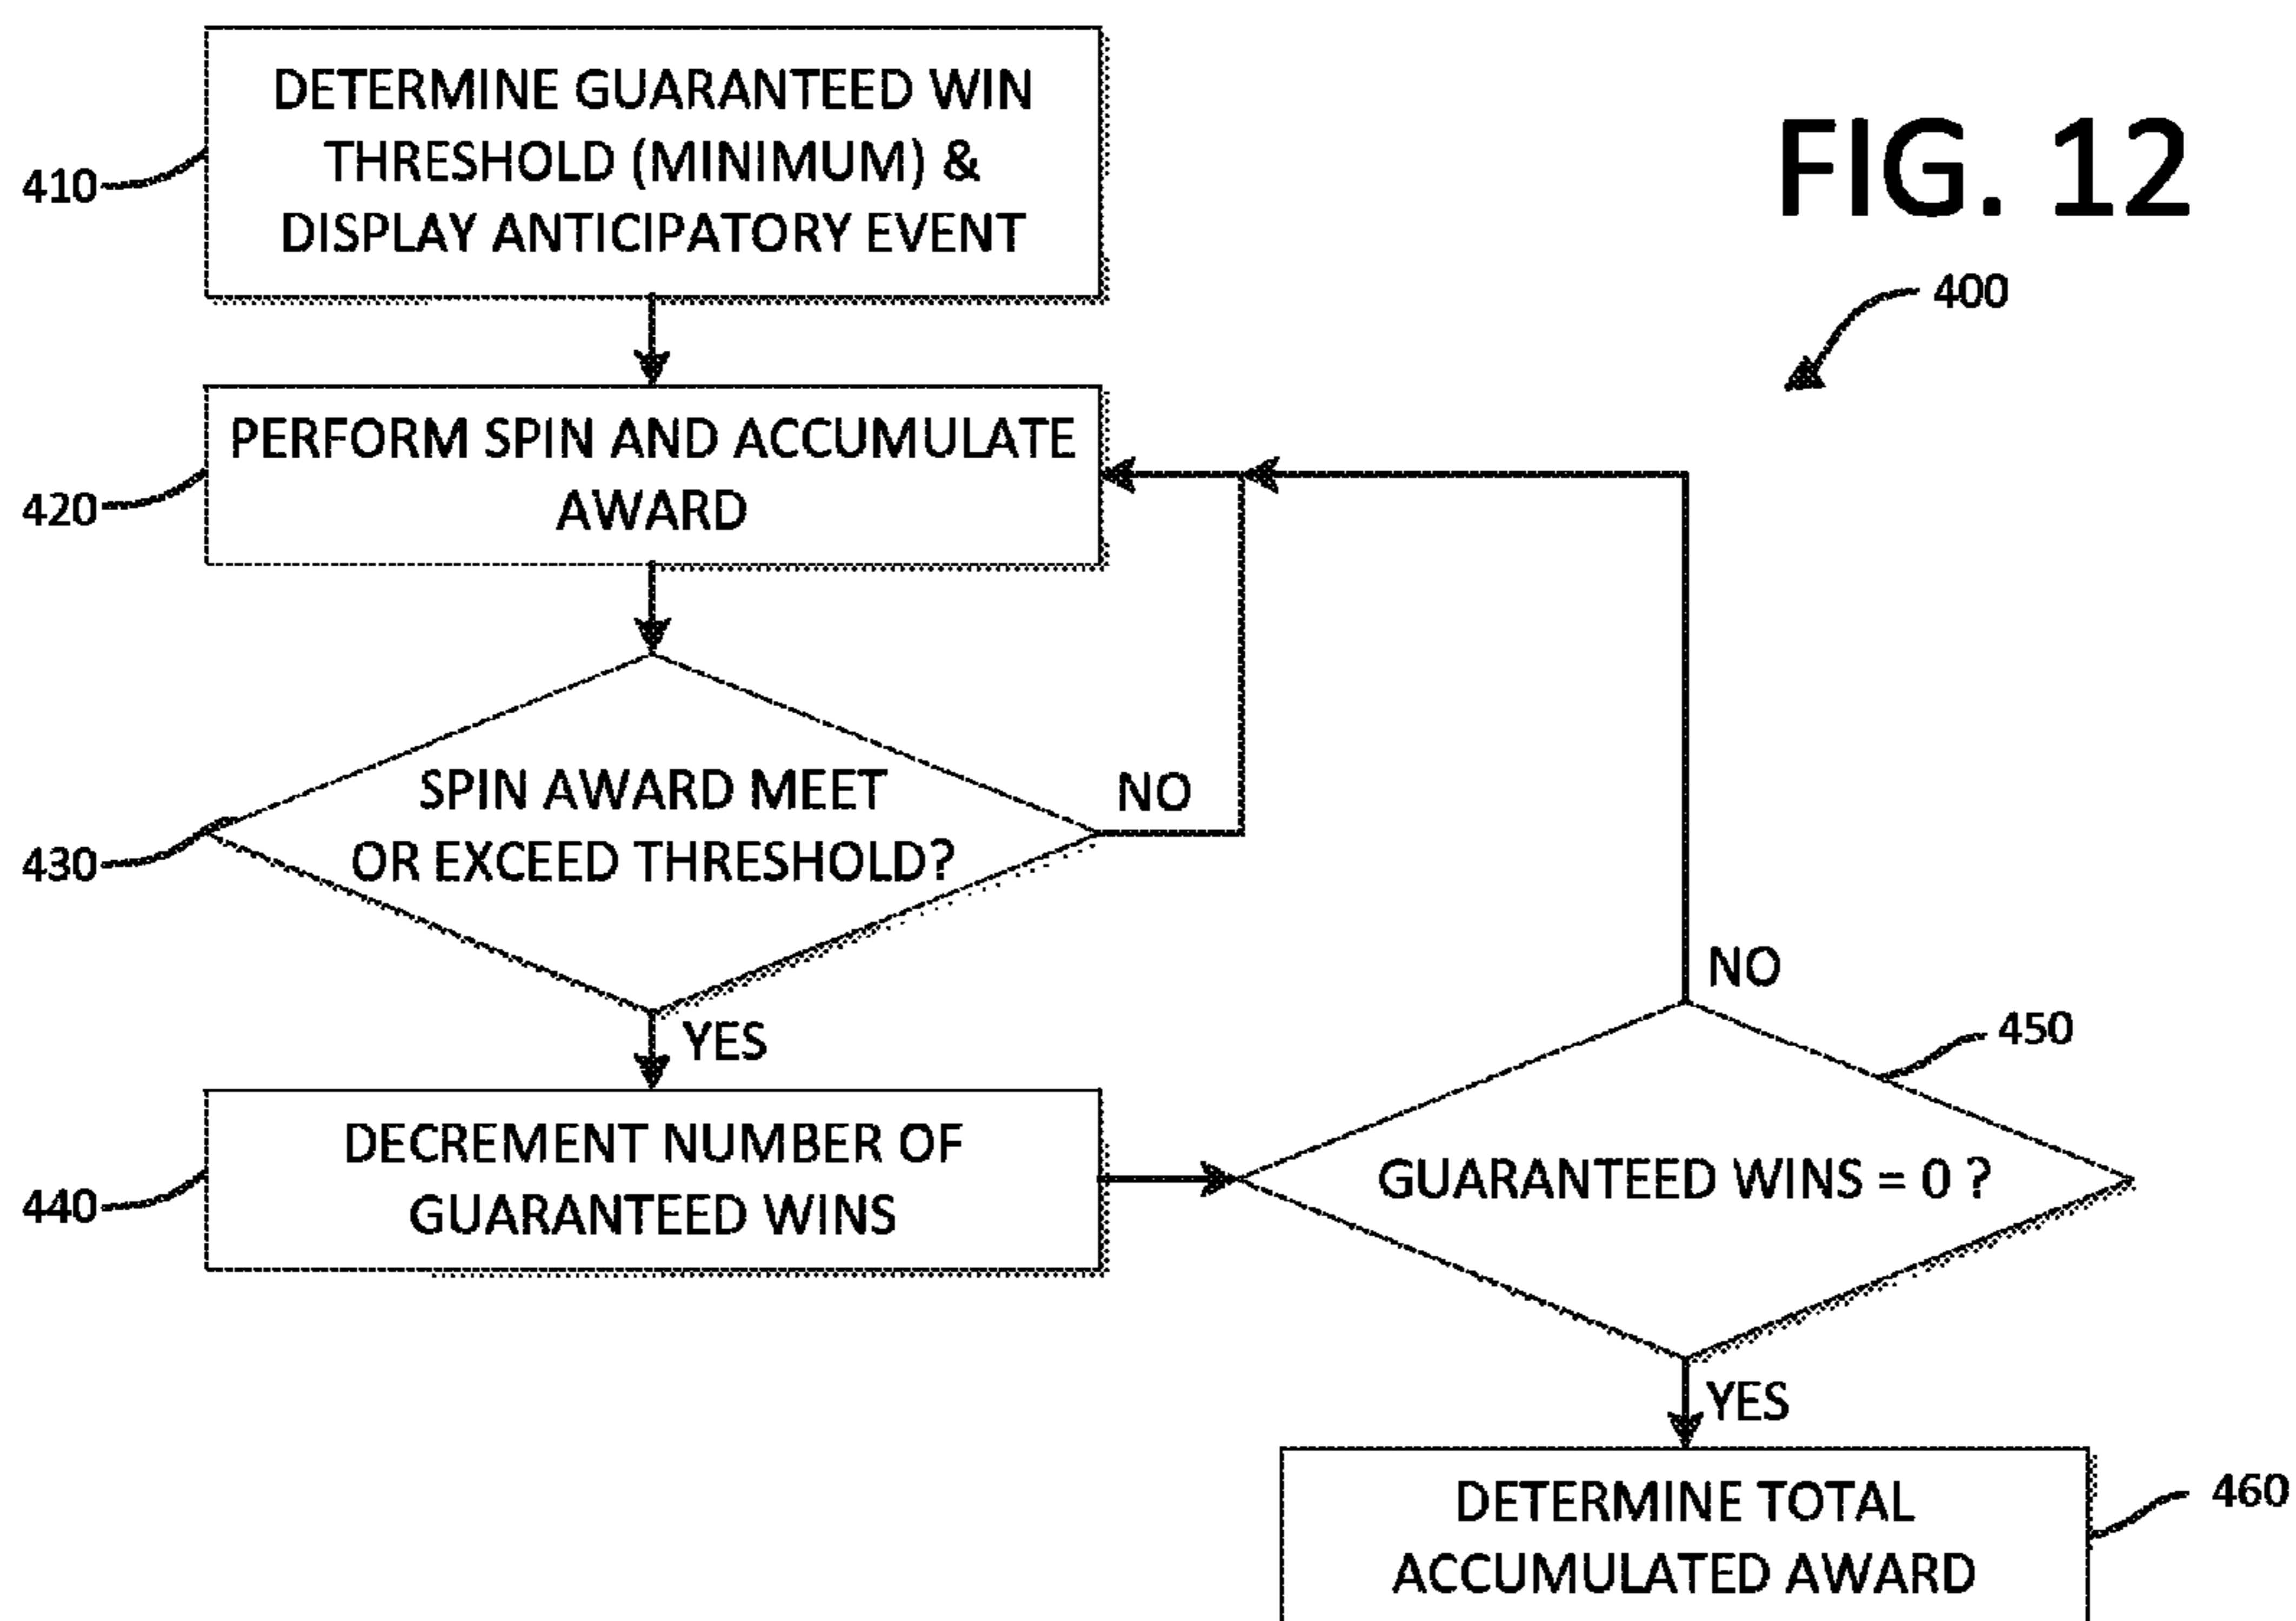 DETERMINE GUARANTEED WIN
THRESHOLD (MINIMUM) &
DISPLAY ANTICIPATORY EVENT
410
FIG. 12
400
PERFORM SPIN AND ACCUMULATE
AWARD
420
SPIN AWARD MEET
OR EXCEED THRESHOLD?
NO
430
YES
DECREMENT NUMBER OF
GUARANTEED WINS
440
NO
450
GUARANTEED WINS = 0 ?
YES
DETERMINE TOTAL
ACCUMULATED AWARD
460